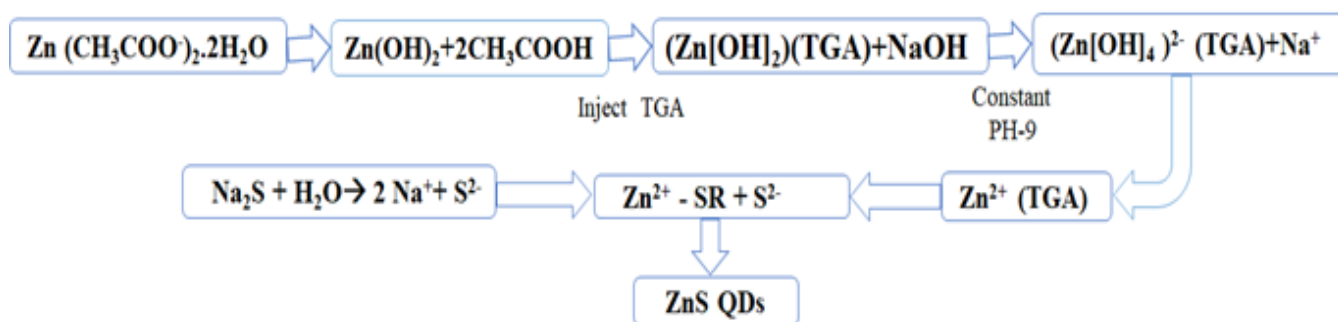 Zn (CH₃COO⁻)₂.2H₂O
Zn(OH)₂+2CH₃COOH
(Zn[OH]₂)(TGA)+NaOH
(Zn[OH]₄ )²⁻ (TGA)+Na⁺
Inject TGA
Constant
PH-9
Na₂S + H₂O→ 2 Na⁺+ S²⁻
Zn²⁺ - SR + S²⁻
Zn²⁺ (TGA)
ZnS QDs